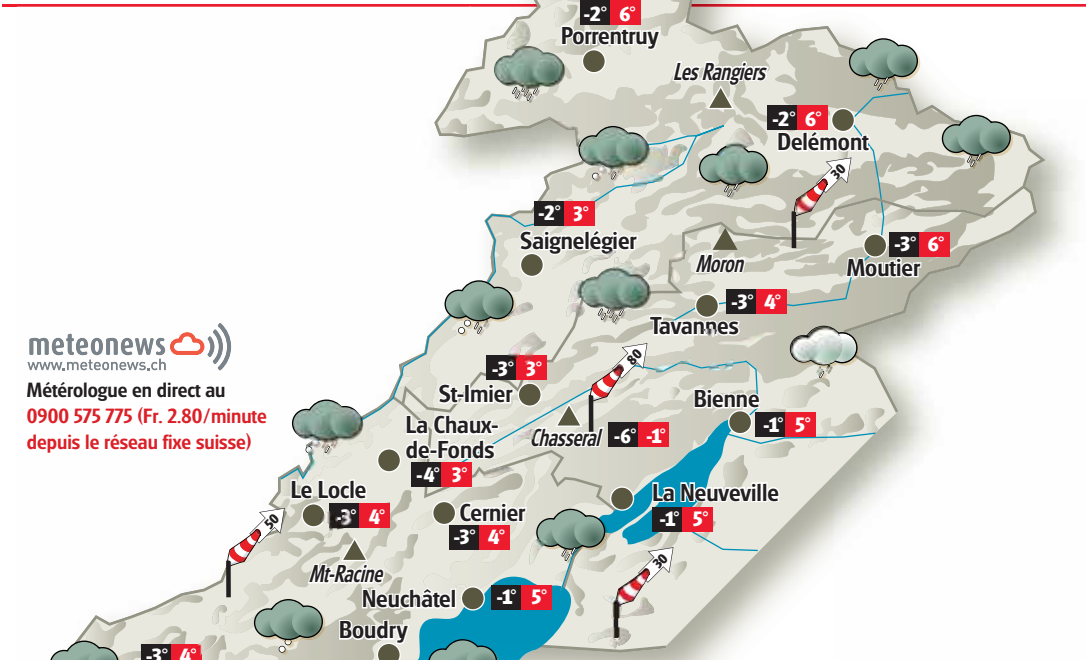 -2° 6°
Porrentruy
Les Rangiers
-2° 6°
Delémont
30
-2° 3°
Saignelégier
Moron
-3° 6°
Moutier
-3° 4°
Tavannes
meteonews
www.meteonews.ch
Météorologue en direct au
0900 575 775 (Fr. 2.80/minute
depuis le réseau fixe suisse)
80
-3° 3°
St-Imier
Chasseral -6° -1°
Bienne
-1° 5°
La Chaux-
de-Fonds
-4° 3°
Le Locle
-3° 4°
Cernier
-3° 4°
La Neuveville
-1° 5°
50
Mt-Racine
30
Neuchâtel -1° 5°
Boudry
-3° 4°